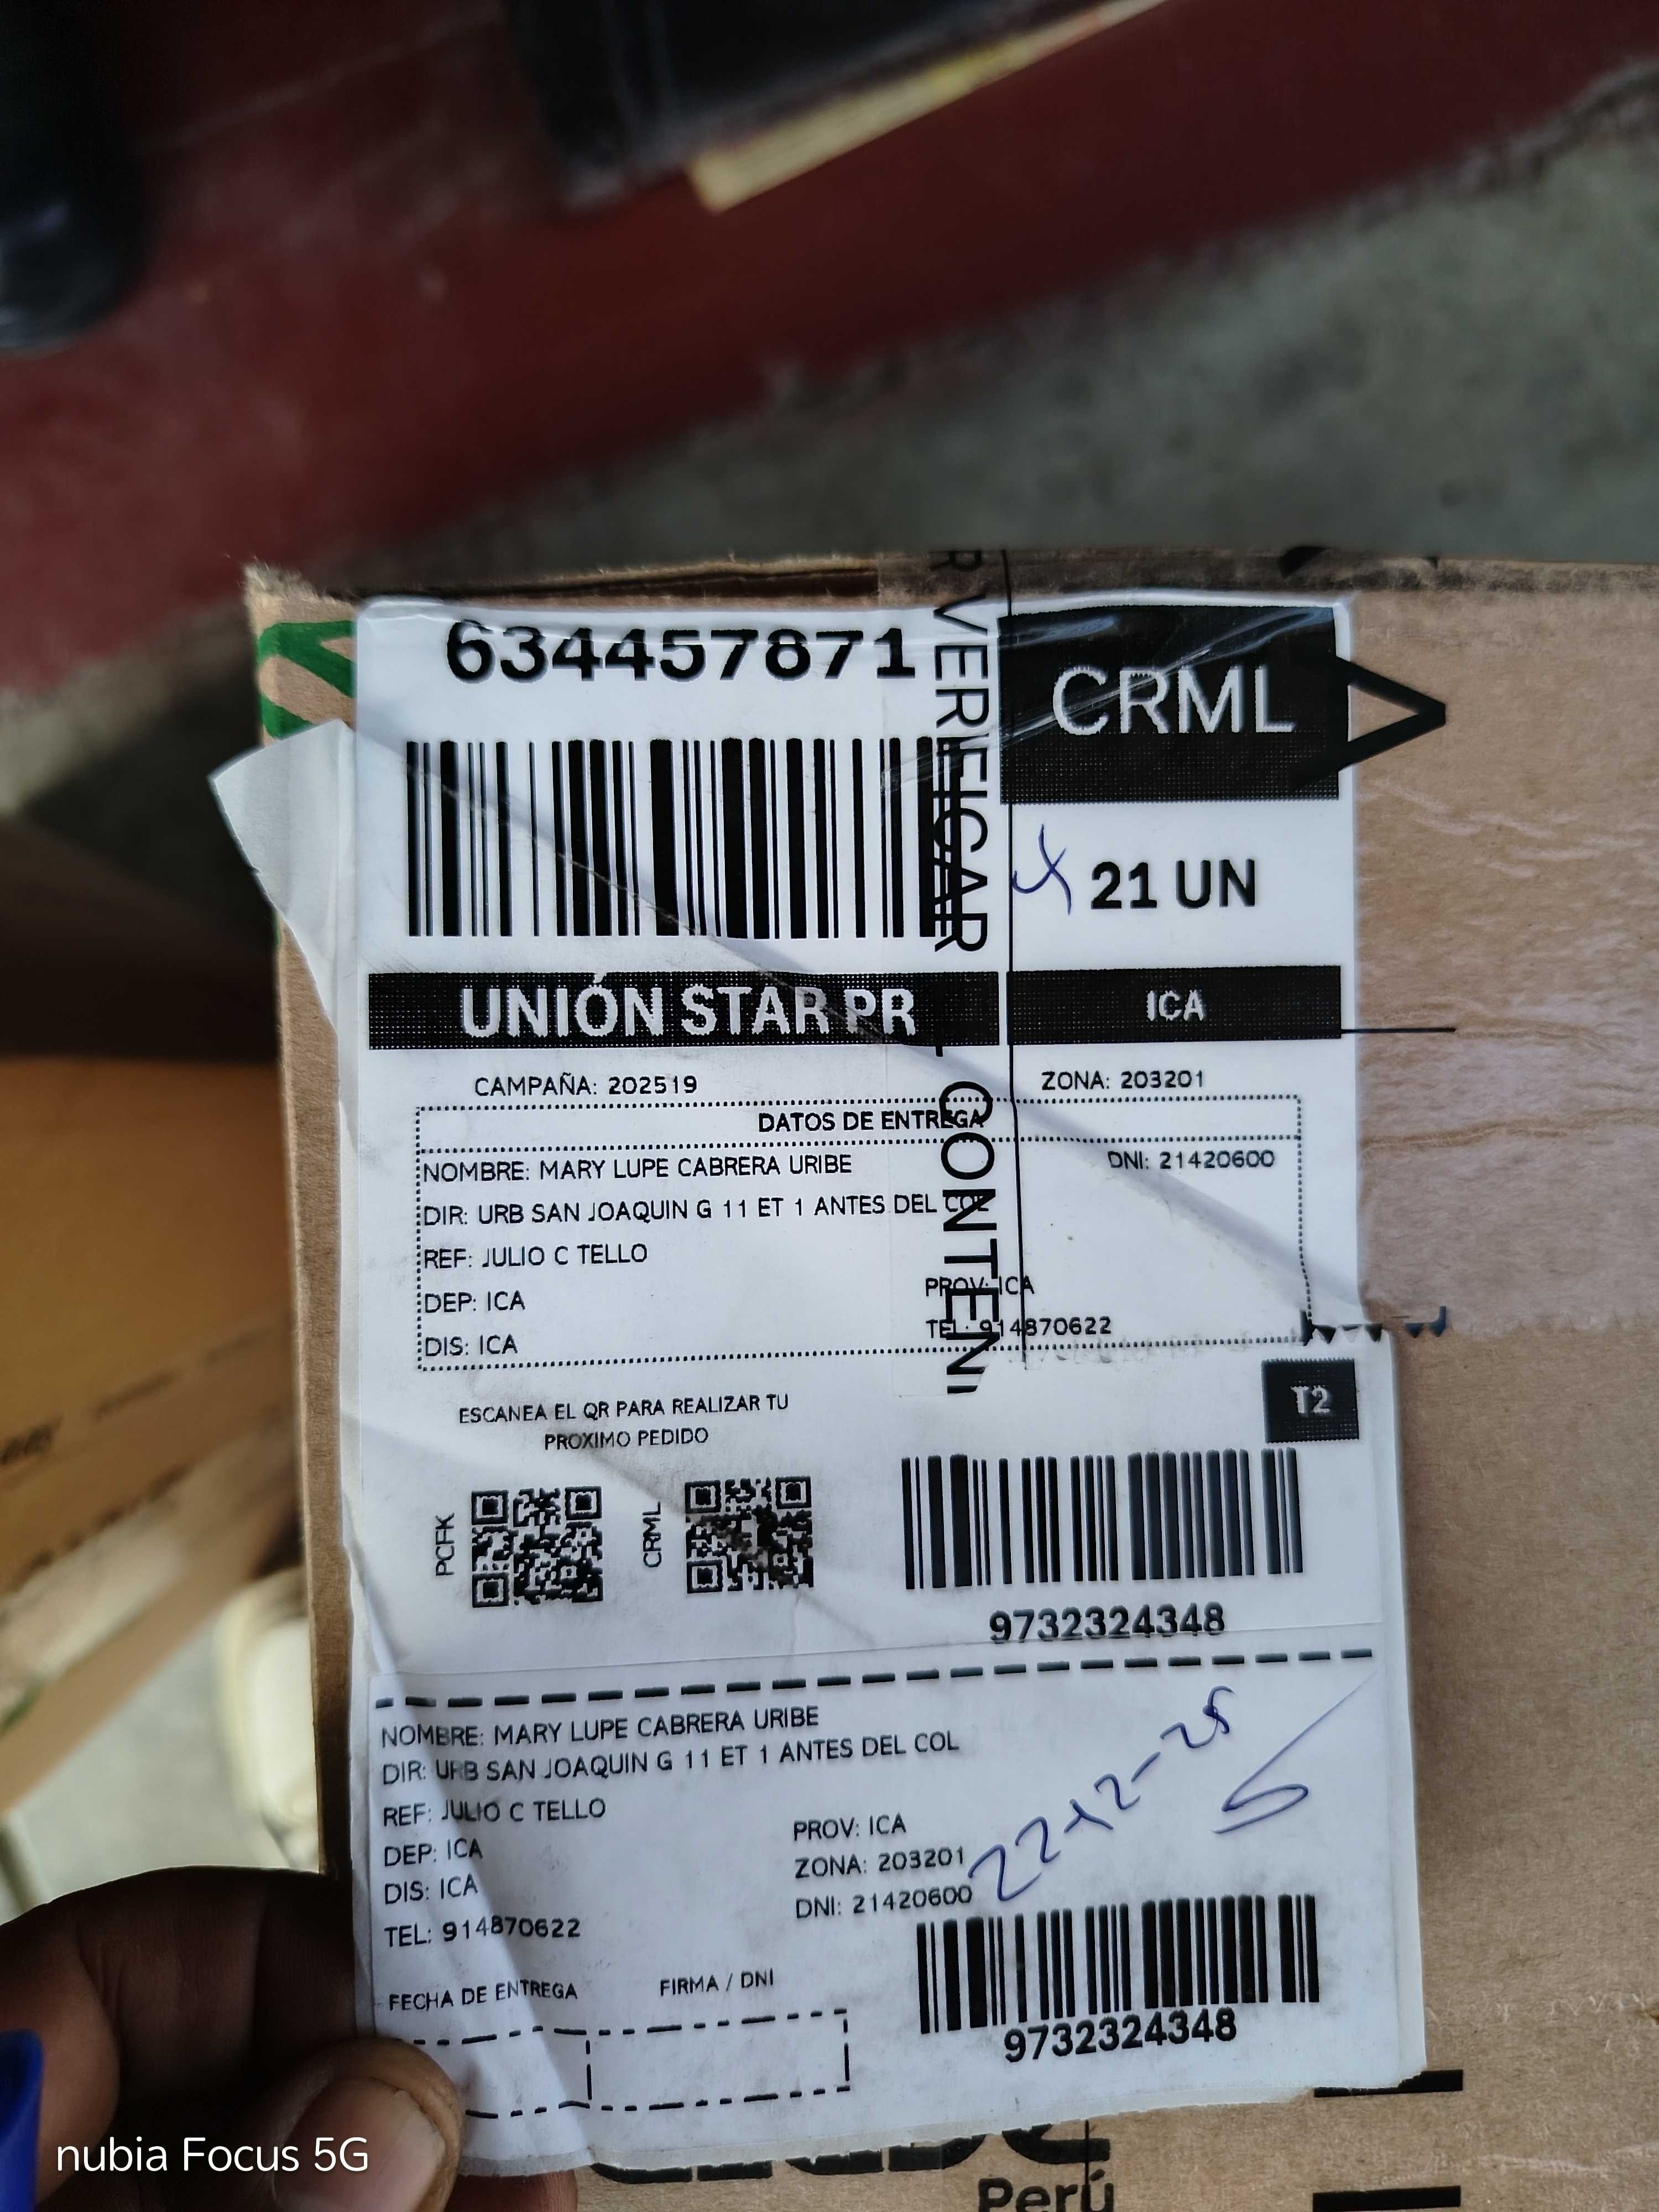 634457871
CRML
21 UN
VERIFICAR
UNIÓN STAR PR
ICA
CAMPAÑA: 202519
ZONA: 203201
DATOS DE ENTREGA
NOMBRE: MARY LUPE CABRERA URIBE
DNI: 21420600
DIR: URB SAN JOAQUIN G 11 ET 1 ANTES DEL COL
REF: JULIO C TELLO
DEP: ICA
PROV: ICA
DIS: ICA
TEL: 914870622
CONTENI
T2
ESCANEA EL QR PARA REALIZAR TU
PROXIMO PEDIDO
PCFK
CRML
9732324348
NOMBRE: MARY LUPE CABRERA URIBE
DIR: URB SAN JOAQUIN G 11 ET 1 ANTES DEL COL
REF: JULIO C TELLO
DEP: ICA
PROV: ICA
DIS: ICA
ZONA: 203201
TEL: 914870622
DNI: 21420600
FECHA DE ENTREGA
FIRMA / DNI
9732324348
Perú
nubia Focus 5G